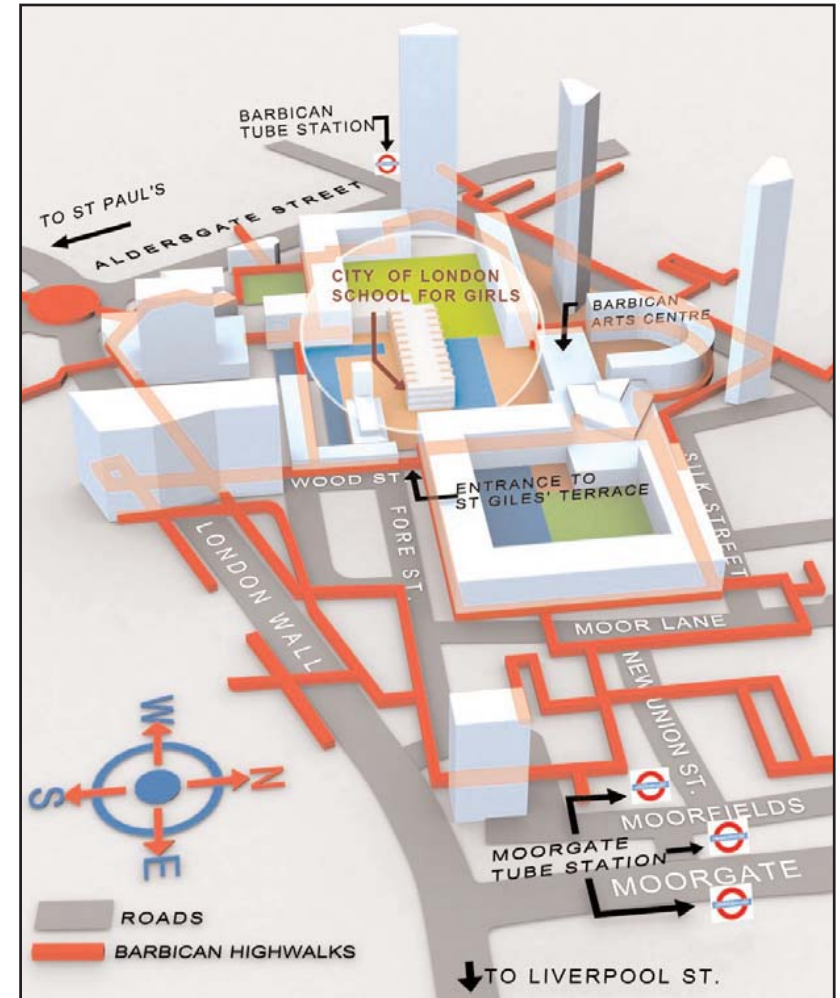 BARBICAN
TUBE STATION
TO ST PAUL'S
ALDERSGATE STREET
CITY OF LONDON
SCHOOL FOR GIRLS
BARBICAN
ARTS CENTRE
WOOD ST
ENTRANCE TO
ST GILES' TERRACE
FORE ST.
SILK STREET
LONDON WALL
MOOR LANE
NEW UNION ST.
W
N
S
E
MOORFIELDS
MOORGATE
TUBE STATION
MOORGATE
ROADS
BARBICAN HIGHWALKS
TO LIVERPOOL ST.